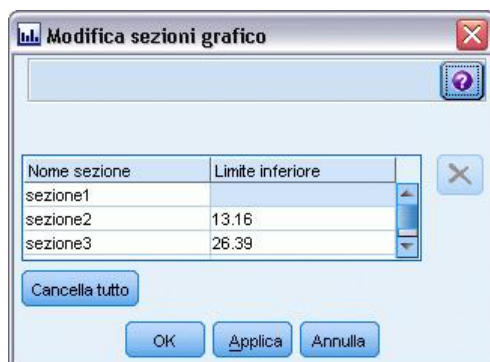 Modifica sezioni grafico
?
Nome sezione Limite inferiore
sezione1
sezione2 13.16
sezione3 26.39
Cancella tutto
OK Applica Annulla